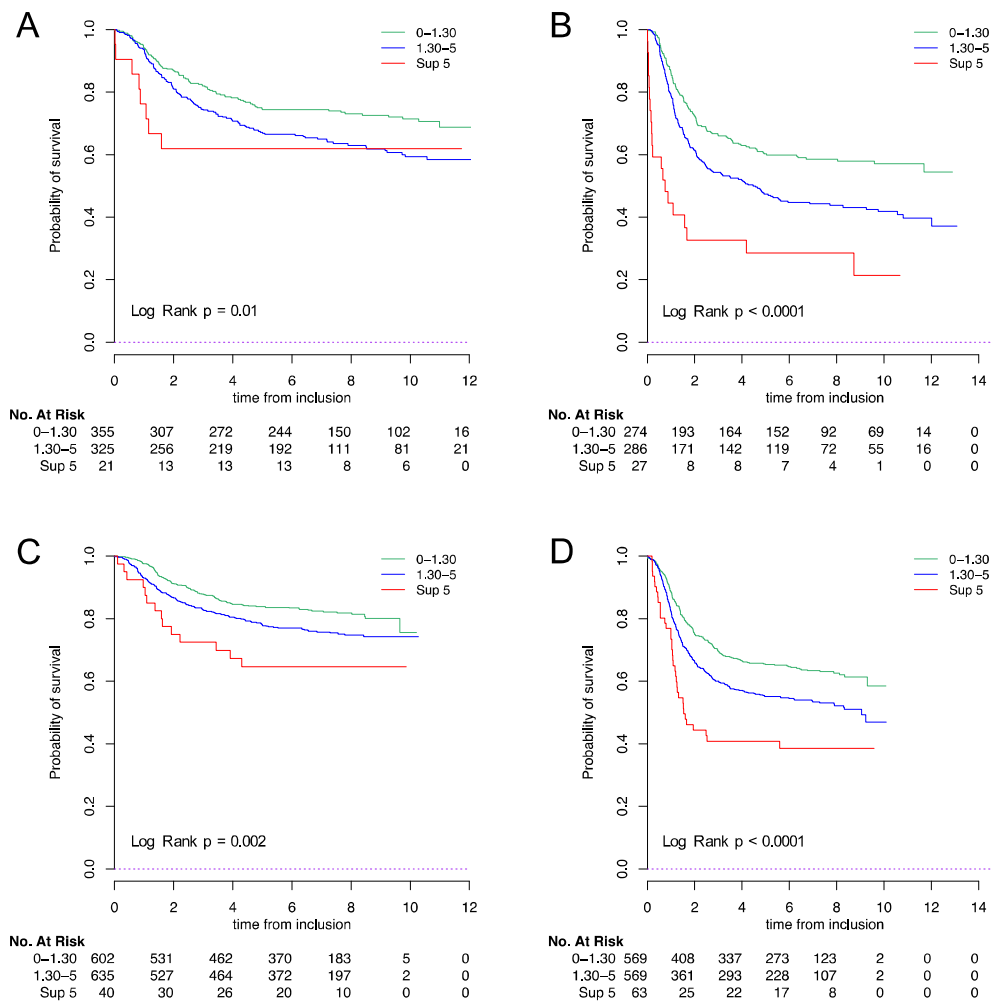 A
0−1.30
1.30−5
Sup 5
Probability of survival
0.0 0.2 0.4 0.6 0.8 1.0
Log Rank p = 0.01
0 2 4 6 8 10 12
time from inclusion
No. At Risk
0−1.30 355 307 272 244 150 102 16
1.30−5 325 256 219 192 111 81 21
Sup 5 21 13 13 13 8 6 0
B
0−1.30
1.30−5
Sup 5
Probability of survival
0.0 0.2 0.4 0.6 0.8 1.0
Log Rank p < 0.0001
0 2 4 6 8 10 12 14
time from inclusion
No. At Risk
0−1.30 274 193 164 152 92 69 14 0
1.30−5 286 171 142 119 72 55 16 0
Sup 5 27 8 8 7 4 1 0 0
C
0−1.30
1.30−5
Sup 5
Probability of survival
0.0 0.2 0.4 0.6 0.8 1.0
Log Rank p = 0.002
0 2 4 6 8 10 12
time from inclusion
No. At Risk
0−1.30 602 531 462 370 183 5 0
1.30−5 635 527 464 372 197 2 0
Sup 5 40 30 26 20 10 0 0
D
0−1.30
1.30−5
Sup 5
Probability of survival
0.0 0.2 0.4 0.6 0.8 1.0
Log Rank p < 0.0001
0 2 4 6 8 10 12 14
time from inclusion
No. At Risk
0−1.30 569 408 337 273 123 2 0 0
1.30−5 569 361 293 228 107 2 0 0
Sup 5 63 25 22 17 8 0 0 0